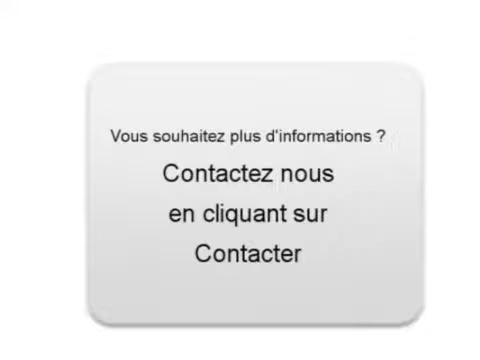 Vous souhaitez plus d'informations ?
Contactez nous
en cliquant sur
Contacter